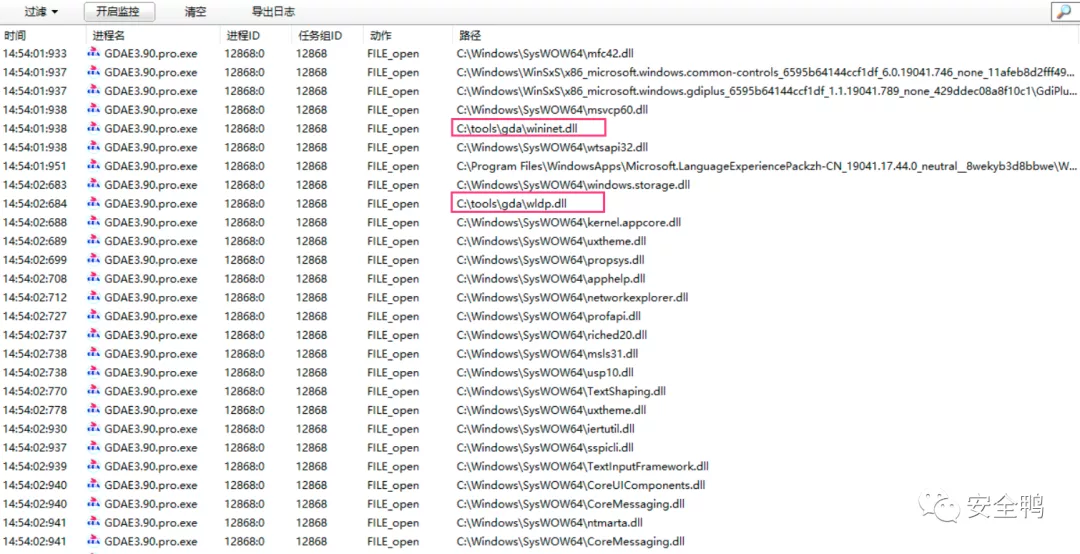 过滤 开启监控 清空 导出日志
时间 进程名 进程ID 任务组ID 动作 路径
14:54:01:933 GDAE3.90.pro.exe 12868:0 12868 FILE_open C:\Windows\SysWOW64\mfc42.dll
14:54:01:937 GDAE3.90.pro.exe 12868:0 12868 FILE_open C:\Windows\WinSxS\x86_microsoft.windows.common-controls_6595b64144ccf1df_6.0.19041.746_none_11afeb8d2fff49...
14:54:01:937 GDAE3.90.pro.exe 12868:0 12868 FILE_open C:\Windows\WinSxS\x86_microsoft.windows.gdiplus_6595b64144ccf1df_1.1.19041.789_none_429ddec08a8f10c1\GdiPlu...
14:54:01:938 GDAE3.90.pro.exe 12868:0 12868 FILE_open C:\Windows\SysWOW64\msvcp60.dll
14:54:01:938 GDAE3.90.pro.exe 12868:0 12868 FILE_open C:\tools\gda\wininet.dll
14:54:01:938 GDAE3.90.pro.exe 12868:0 12868 FILE_open C:\Windows\SysWOW64\wtsapi32.dll
14:54:01:951 GDAE3.90.pro.exe 12868:0 12868 FILE_open C:\Program Files\WindowsApps\Microsoft.LanguageExperiencePackzh-CN_19041.17.44.0_neutral__8wekyb3d8bbwe\W...
14:54:02:683 GDAE3.90.pro.exe 12868:0 12868 FILE_open C:\Windows\SysWOW64\windows.storage.dll
14:54:02:684 GDAE3.90.pro.exe 12868:0 12868 FILE_open C:\tools\gda\wldp.dll
14:54:02:688 GDAE3.90.pro.exe 12868:0 12868 FILE_open C:\Windows\SysWOW64\kernel.appcore.dll
14:54:02:689 GDAE3.90.pro.exe 12868:0 12868 FILE_open C:\Windows\SysWOW64\uxtheme.dll
14:54:02:699 GDAE3.90.pro.exe 12868:0 12868 FILE_open C:\Windows\SysWOW64\propsys.dll
14:54:02:708 GDAE3.90.pro.exe 12868:0 12868 FILE_open C:\Windows\SysWOW64\apphelp.dll
14:54:02:712 GDAE3.90.pro.exe 12868:0 12868 FILE_open C:\Windows\SysWOW64\networkexplorer.dll
14:54:02:727 GDAE3.90.pro.exe 12868:0 12868 FILE_open C:\Windows\SysWOW64\profapi.dll
14:54:02:737 GDAE3.90.pro.exe 12868:0 12868 FILE_open C:\Windows\SysWOW64\riched20.dll
14:54:02:738 GDAE3.90.pro.exe 12868:0 12868 FILE_open C:\Windows\SysWOW64\msls31.dll
14:54:02:738 GDAE3.90.pro.exe 12868:0 12868 FILE_open C:\Windows\SysWOW64\usp10.dll
14:54:02:770 GDAE3.90.pro.exe 12868:0 12868 FILE_open C:\Windows\SysWOW64\TextShaping.dll
14:54:02:778 GDAE3.90.pro.exe 12868:0 12868 FILE_open C:\Windows\SysWOW64\uxtheme.dll
14:54:02:930 GDAE3.90.pro.exe 12868:0 12868 FILE_open C:\Windows\SysWOW64\iertutil.dll
14:54:02:937 GDAE3.90.pro.exe 12868:0 12868 FILE_open C:\Windows\SysWOW64\sspicli.dll
14:54:02:939 GDAE3.90.pro.exe 12868:0 12868 FILE_open C:\Windows\SysWOW64\TextInputFramework.dll
14:54:02:940 GDAE3.90.pro.exe 12868:0 12868 FILE_open C:\Windows\SysWOW64\CoreUIComponents.dll
14:54:02:940 GDAE3.90.pro.exe 12868:0 12868 FILE_open C:\Windows\SysWOW64\CoreMessaging.dll
14:54:02:941 GDAE3.90.pro.exe 12868:0 12868 FILE_open C:\Windows\SysWOW64\ntmarta.dll
14:54:02:941 GDAE3.90.pro.exe 12868:0 12868 FILE_open C:\Windows\SysWOW64\CoreMessaging.dll
安全鸭